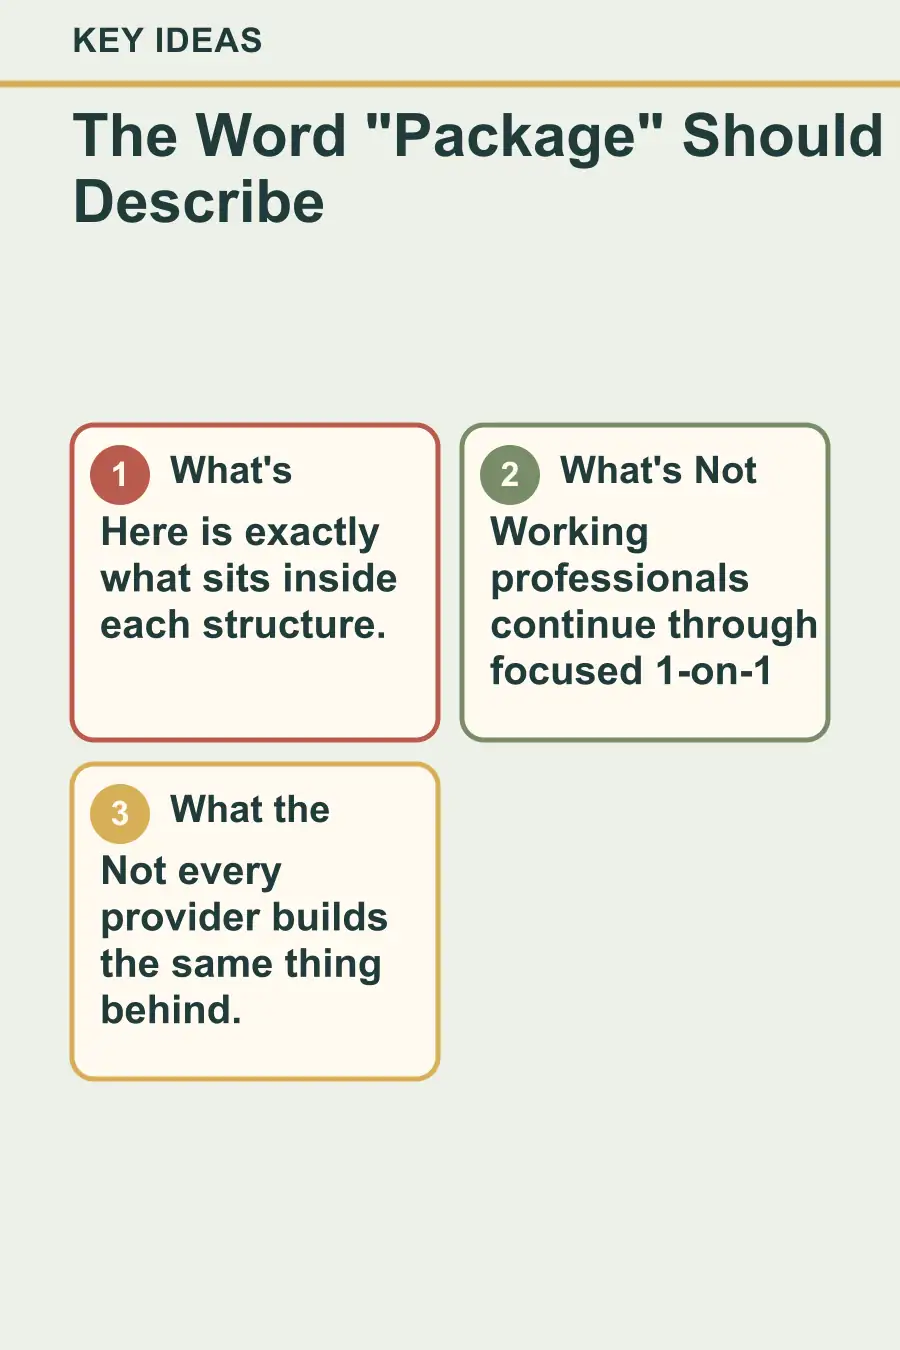 KEY IDEAS
The Word "Package" Should
Describe
1 What's
Here is exactly
what sits inside
each structure.
2 What's Not
Working
professionals
continue through
focused 1-on-1
3 What the
Not every
provider builds
the same thing
behind.